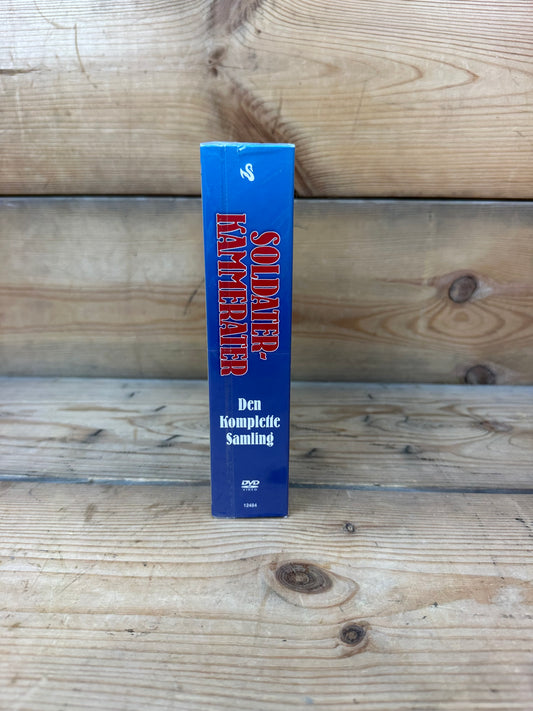 SOLDATER-
KAMMERATER
Den
Komplette
Samling
DVD
VIDEO
12484